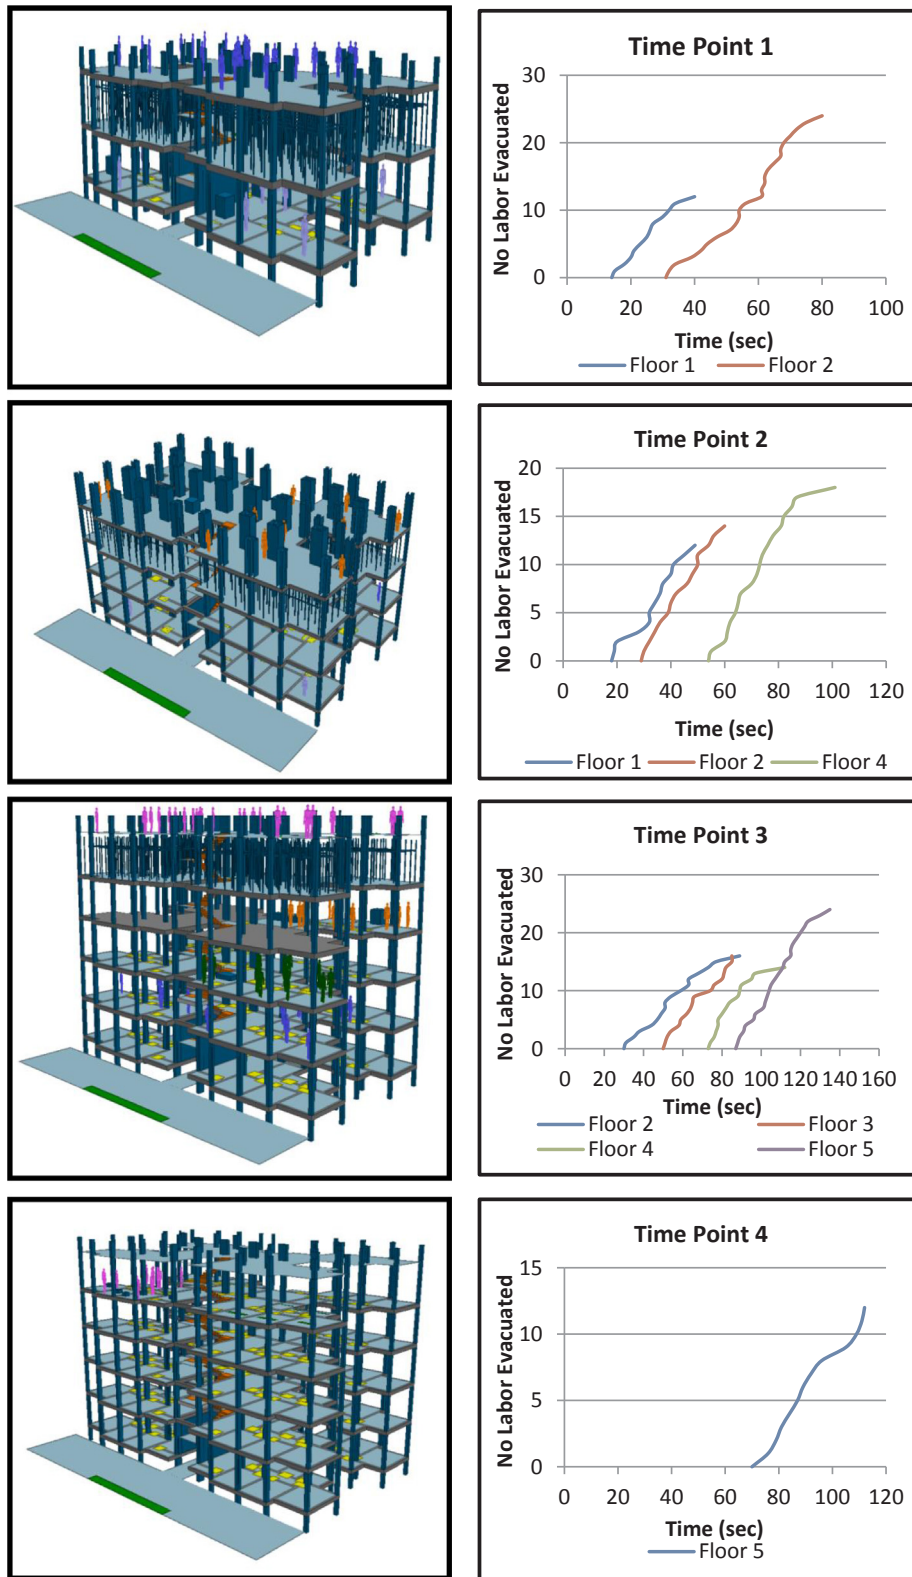 Time Point 1
No Labor Evacuated
30
20
10
0
0 20 40 60 80 100
Time (sec)
Floor 1 Floor 2
Time Point 2
No Labor Evacuated
20
15
10
5
0
0 20 40 60 80 100 120
Time (sec)
Floor 1 Floor 2 Floor 4
Time Point 3
No Labor Evacuated
30
20
10
0
0 20 40 60 80 100 120 140 160
Time (sec)
Floor 2 Floor 3
Floor 4 Floor 5
Time Point 4
No Labor Evacuated
15
10
5
0
0 20 40 60 80 100 120
Time (sec)
Floor 5